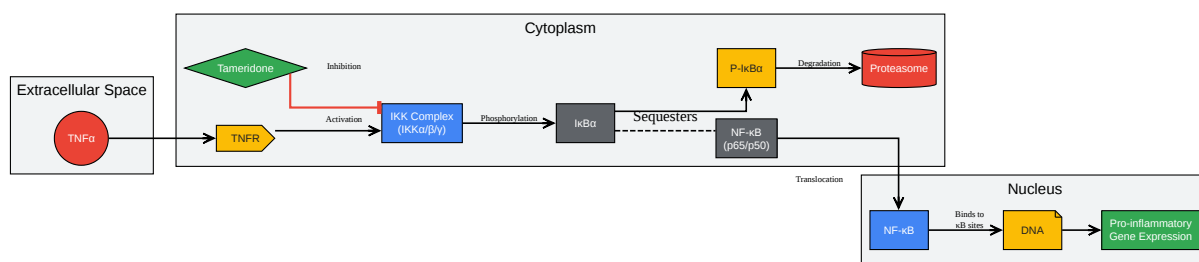 Cytoplasm
Tameridone
Inhibition
P-IκBα
Degradation
Proteasome
Extracellular Space
TNFα
TNFR
Activation
IKK Complex
(IKKα/β/γ)
Phosphorylation
IκBα
Sequesters
NF-κB
(p65/p50)
Translocation
Nucleus
NF-κB
Binds to
κB sites
DNA
Pro-inflammatory
Gene Expression